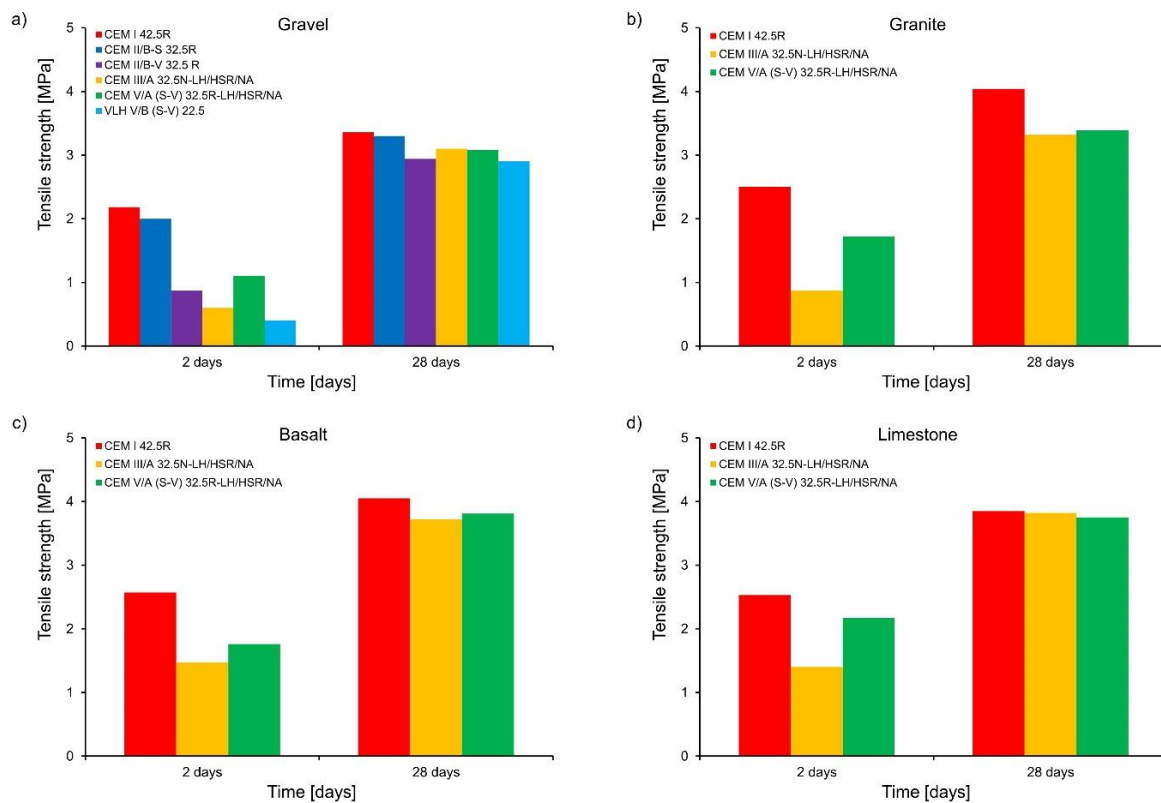 a)
Gravel
CEM I 42.5R
CEM II/B-S 32.5R
CEM II/B-V 32.5 R
CEM III/A 32.5N-LH/HSR/NA
CEM V/A (S-V) 32.5R-LH/HSR/NA
VLH V/B (S-V) 22.5
Tensile strength [MPa]
5
4
3
2
1
0
2 days
28 days
Time [days]
b)
Granite
CEM I 42.5R
CEM III/A 32.5N-LH/HSR/NA
CEM V/A (S-V) 32.5R-LH/HSR/NA
Tensile strength [MPa]
5
4
3
2
1
0
2 days
28 days
Time [days]
c)
Basalt
CEM I 42.5R
CEM III/A 32.5N-LH/HSR/NA
CEM V/A (S-V) 32.5R-LH/HSR/NA
Tensile strength [MPa]
5
4
3
2
1
0
2 days
28 days
Time [days]
d)
Limestone
CEM I 42.5R
CEM III/A 32.5N-LH/HSR/NA
CEM V/A (S-V) 32.5R-LH/HSR/NA
Tensile strength [MPa]
5
4
3
2
1
0
2 days
28 days
Time [days]